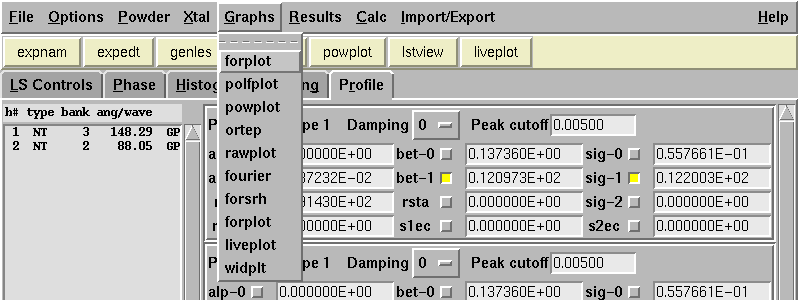 File Options Powder Xtal Graphs Results Calc Import/Export Help
expnam expedt genles powplot lstview liveplot
LS Controls Phase Histog ng Profile
forplot
polfplot
powplot
ortep
rawplot
fourier
forsrh
forplot
liveplot
widplt
h# type bank ang/wave
1 NT 3 148.29 GP
2 NT 2 88.05 GP
P pe 1 Damping 0 Peak cutoff 0.00500
a 00000E+00 bet-0 0.137360E+00 sig-0 0.557661E-01
a 7232E-02 bet-1 0.120973E+02 sig-1 0.122003E+02
1430E+02 rsta 0.000000E+00 sig-2 0.000000E+00
00000E+00 s1ec 0.000000E+00 s2ec 0.000000E+00
P pe 1 Damping 0 Peak cutoff 0.00500
alp-0 0.000000E+00 bet-0 0.137360E+00 sig-0 0.557661E-01